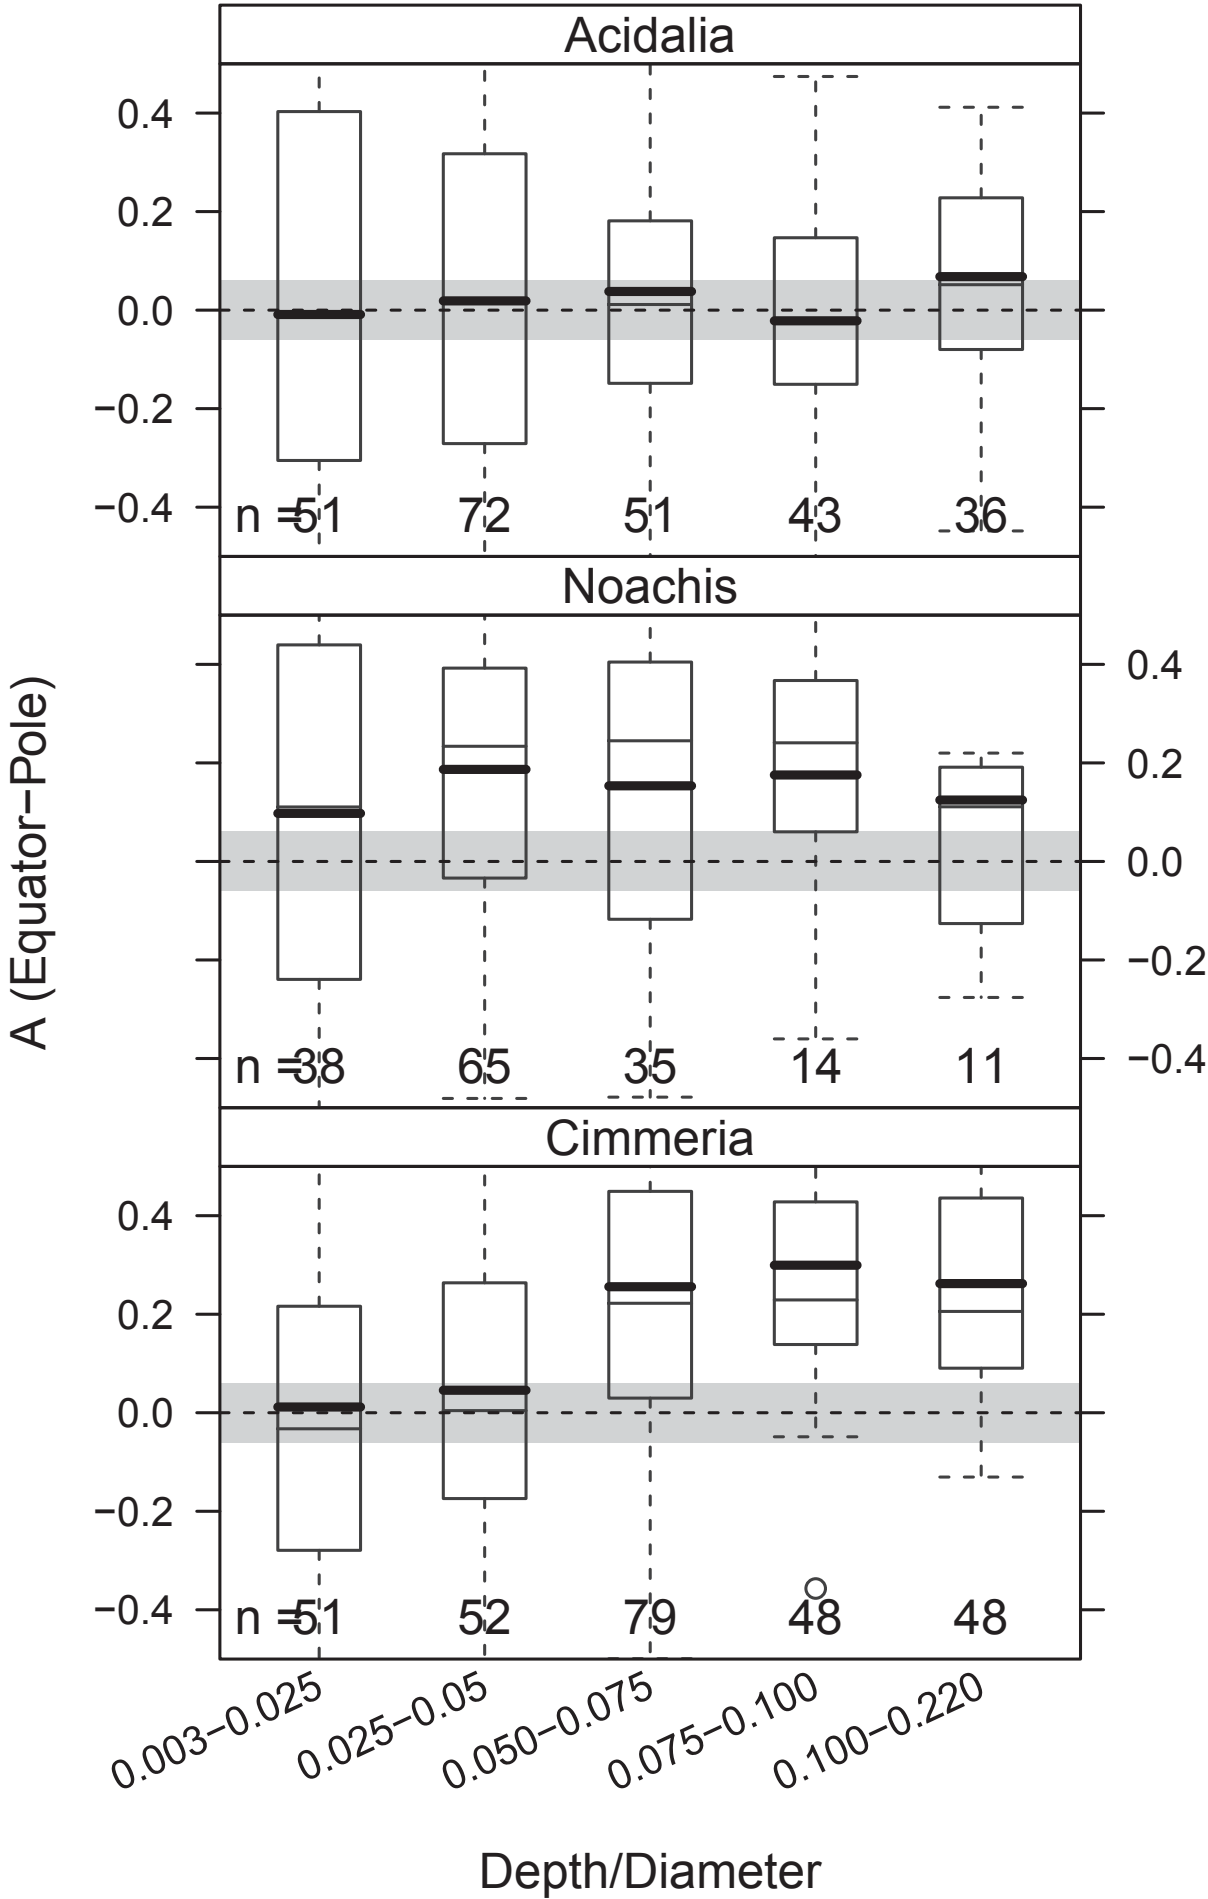 Acidalia
0.4
0.2
0.0
−0.2
−0.4
n = 51 72 51 43 36
Noachis
0.4
0.2
0.0
−0.2
−0.4
n = 38 65 35 14 11
A (Equator−Pole)
Cimmeria
0.4
0.2
0.0
−0.2
−0.4
n = 51 52 79 48 48
0.003−0.025 0.025−0.05 0.050−0.075 0.075−0.100 0.100−0.220
Depth/Diameter